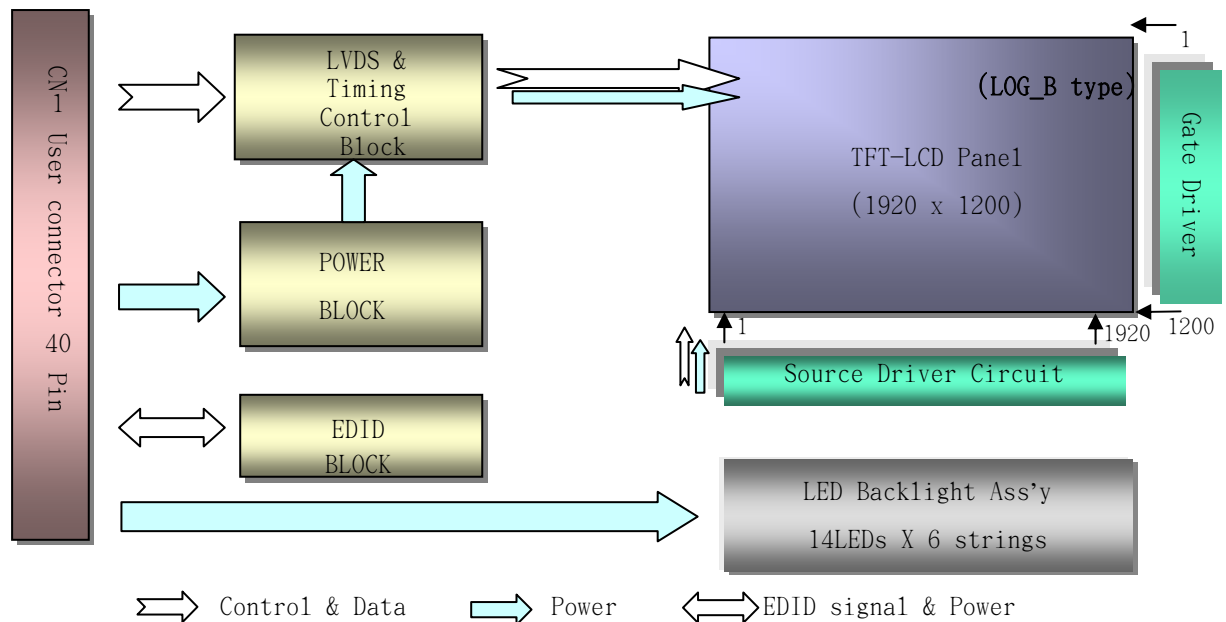 CN-1 User connector 40 Pin
LVDS &
Timing
Control
Block
POWER
BLOCK
EDID
BLOCK
(LOG_B type)
TFT-LCD Panel
(1920 x 1200)
1
Gate Driver
1200
1
1920
Source Driver Circuit
LED Backlight Ass'y
14LEDs X 6 strings
Control & Data
Power
EDID signal & Power